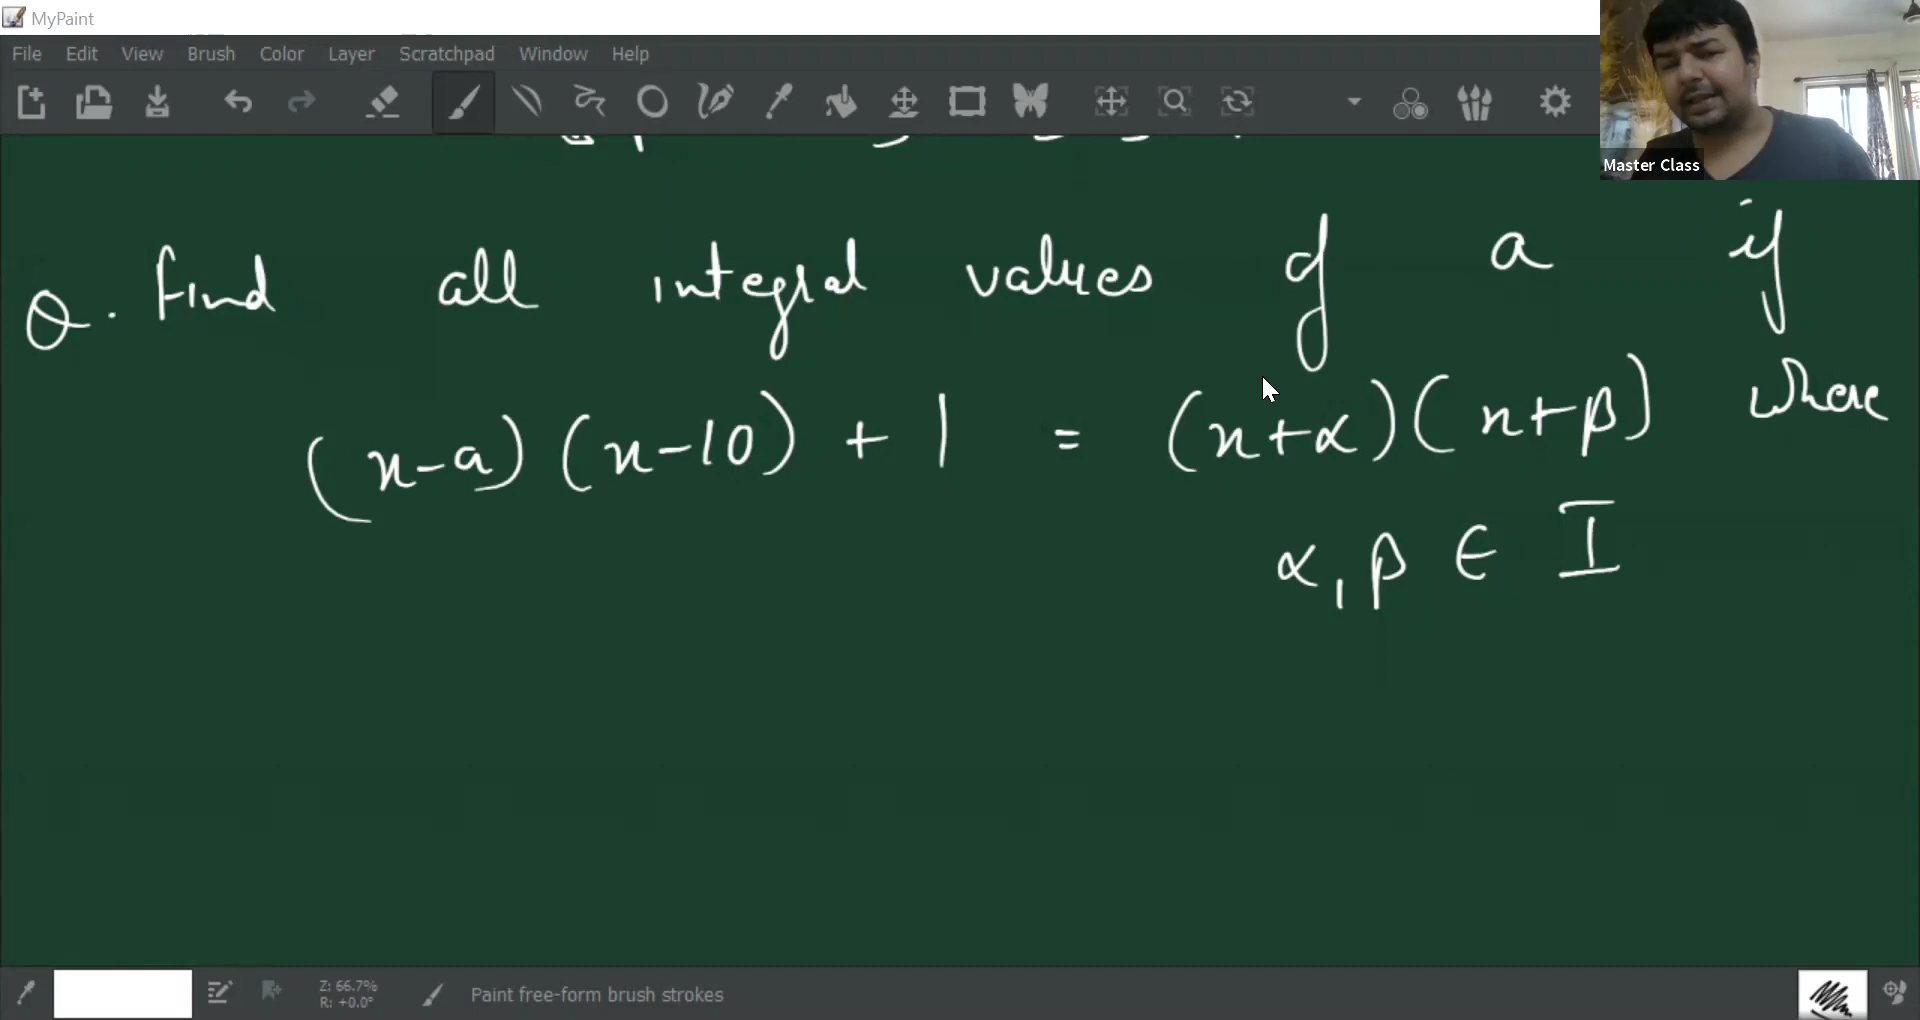 MyPaint
File Edit View Brush Color Layer Scratchpad Window Help
Master Class
Q. Find all integral values of a if
(x-a)(x-10) + 1 = (x+α)(x+β) where
α, β ∈ I
Z: 66.7%
R: +0.0°
Paint free-form brush strokes